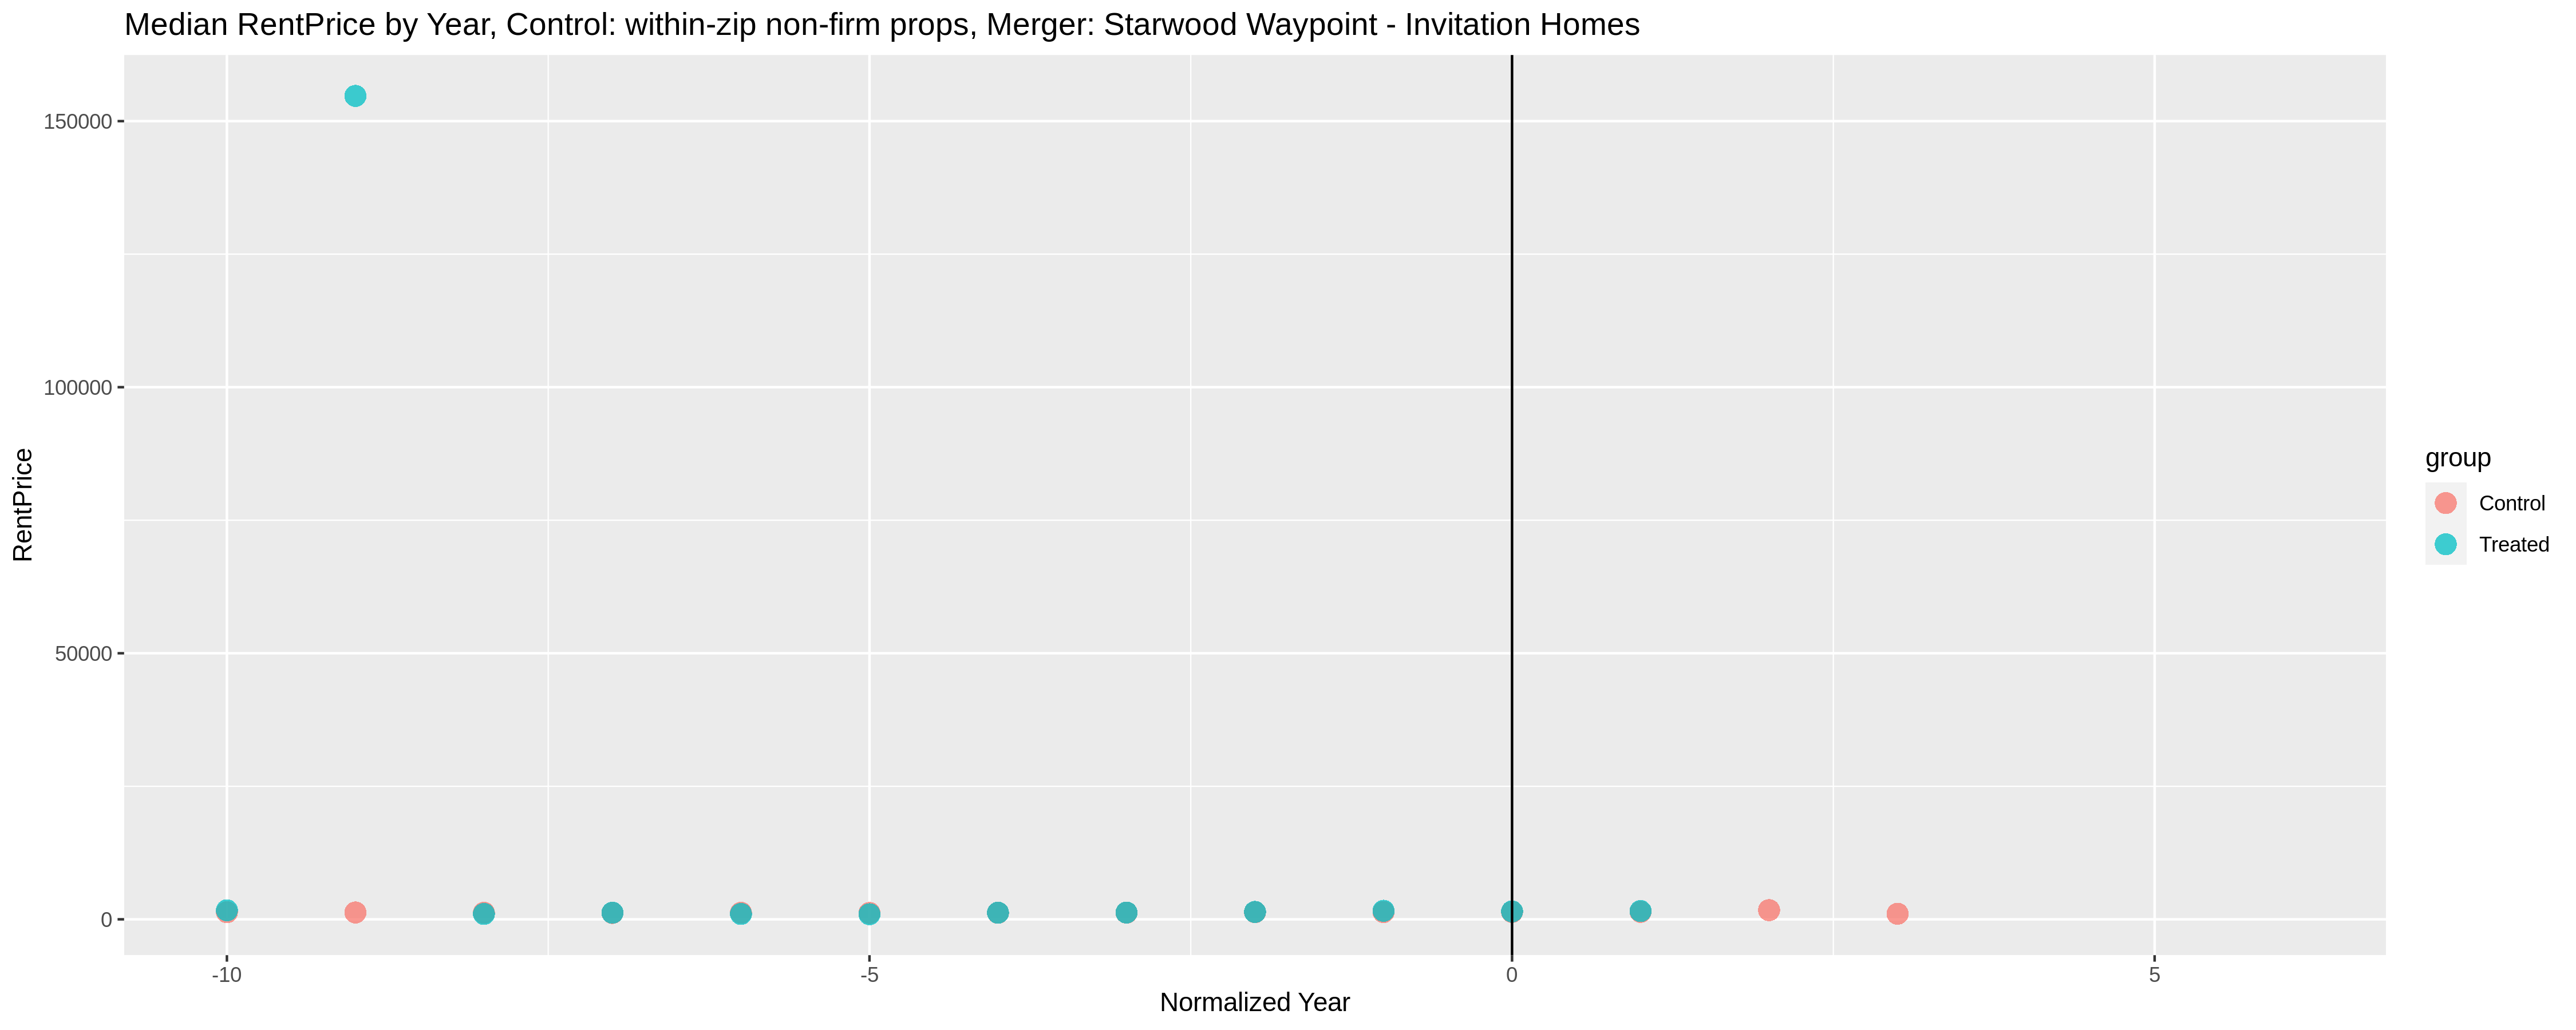 Median RentPrice by Year, Control: within-zip non-firm props, Merger: Starwood Waypoint - Invitation Homes
150000
100000
50000
0
RentPrice
-10
-5
0
5
Normalized Year
group
Control
Treated